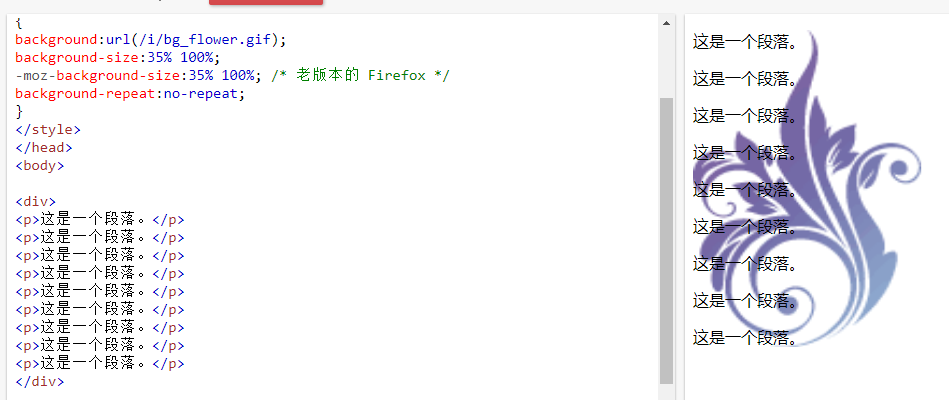 {
background:url(/i/bg_flower.gif);
background-size:35% 100%;
-moz-background-size:35% 100%; /* 老版本的 Firefox */
background-repeat:no-repeat;
}
</style>
</head>
<body>
<div>
<p>这是一个段落。</p>
<p>这是一个段落。</p>
<p>这是一个段落。</p>
<p>这是一个段落。</p>
<p>这是一个段落。</p>
<p>这是一个段落。</p>
<p>这是一个段落。</p>
<p>这是一个段落。</p>
<p>这是一个段落。</p>
</div>
这是一个段落。
这是一个段落。
这是一个段落。
这是一个段落。
这是一个段落。
这是一个段落。
这是一个段落。
这是一个段落。
这是一个段落。